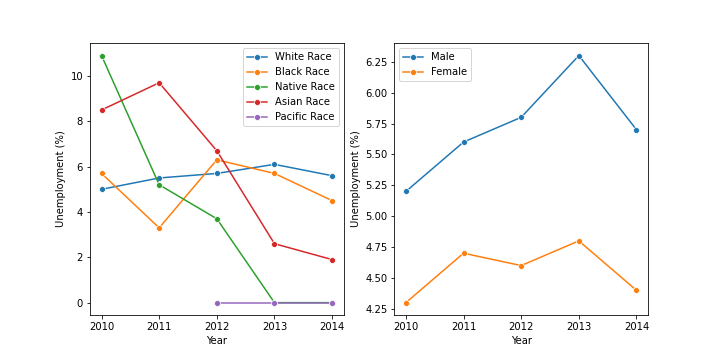 White Race
Black Race
Native Race
Asian Race
Pacific Race
10
8
6
4
2
0
Unemployment (%)
2010 2011 2012 2013 2014
Year
Male
Female
6.25
6.00
5.75
5.50
5.25
5.00
4.75
4.50
4.25
Unemployment (%)
2010 2011 2012 2013 2014
Year